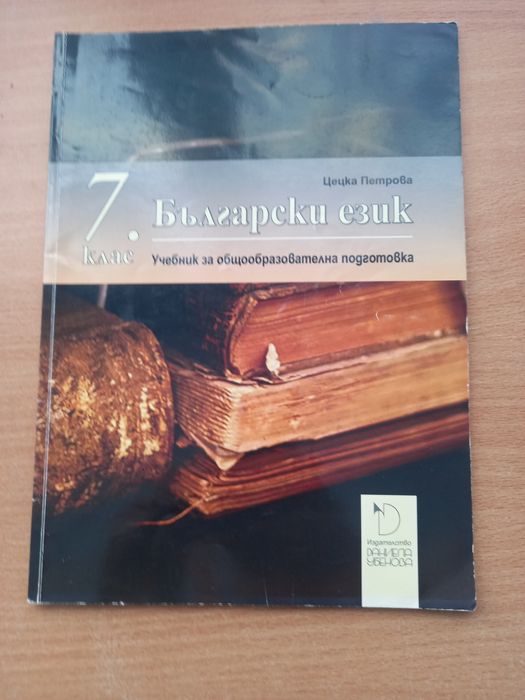 Цецка Петрова
7.
клас
Български език
Учебник за общообразователна подготовка
Издателство
ДАНИЕЛА
УБЕНОВА